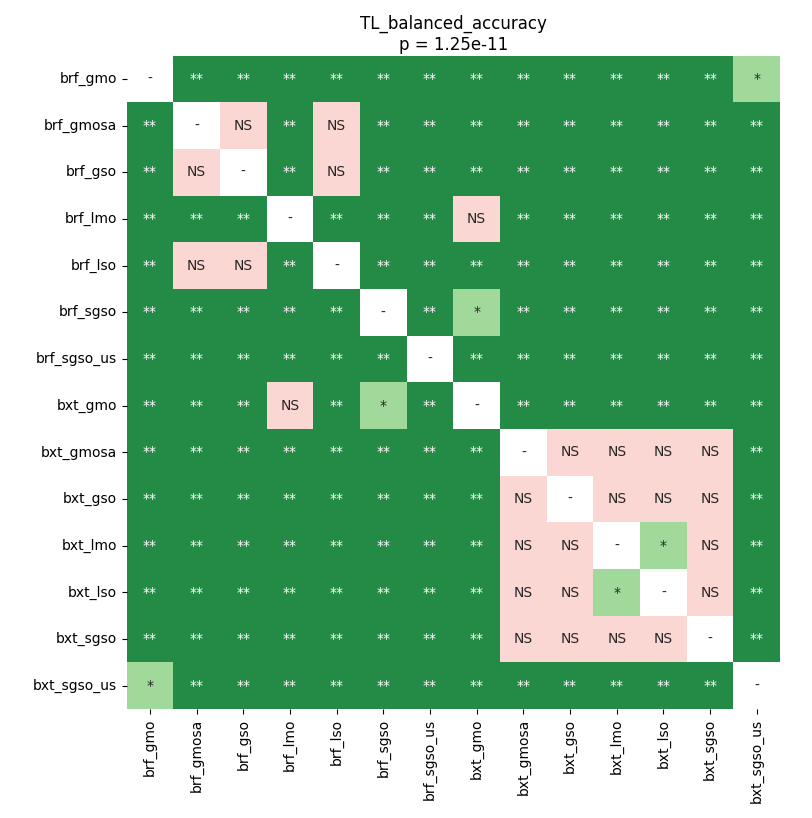 TL_balanced_accuracy
p = 1.25e-11
brf_gmo - ** ** ** ** ** ** ** ** ** ** ** ** *
brf_gmosa ** - NS ** NS ** ** ** ** ** ** ** ** **
brf_gso ** NS - ** NS ** ** ** ** ** ** ** ** **
brf_lmo ** ** ** - ** ** ** NS ** ** ** ** ** **
brf_lso ** NS NS ** - ** ** ** ** ** ** ** ** **
brf_sgso ** ** ** ** ** - ** * ** ** ** ** ** **
brf_sgso_us ** ** ** ** ** ** - ** ** ** ** ** ** **
bxt_gmo ** ** ** NS ** * ** - ** ** ** ** ** **
bxt_gmosa ** ** ** ** ** ** ** ** - NS NS NS NS **
bxt_gso ** ** ** ** ** ** ** ** NS - NS NS NS **
bxt_lmo ** ** ** ** ** ** ** ** NS NS - * NS **
bxt_lso ** ** ** ** ** ** ** ** NS NS * - NS **
bxt_sgso ** ** ** ** ** ** ** ** NS NS NS NS - **
bxt_sgso_us * ** ** ** ** ** ** ** ** ** ** ** ** -
brf_gmo brf_gmosa brf_gso brf_lmo brf_lso brf_sgso brf_sgso_us bxt_gmo bxt_gmosa bxt_gso bxt_lmo bxt_lso bxt_sgso bxt_sgso_us